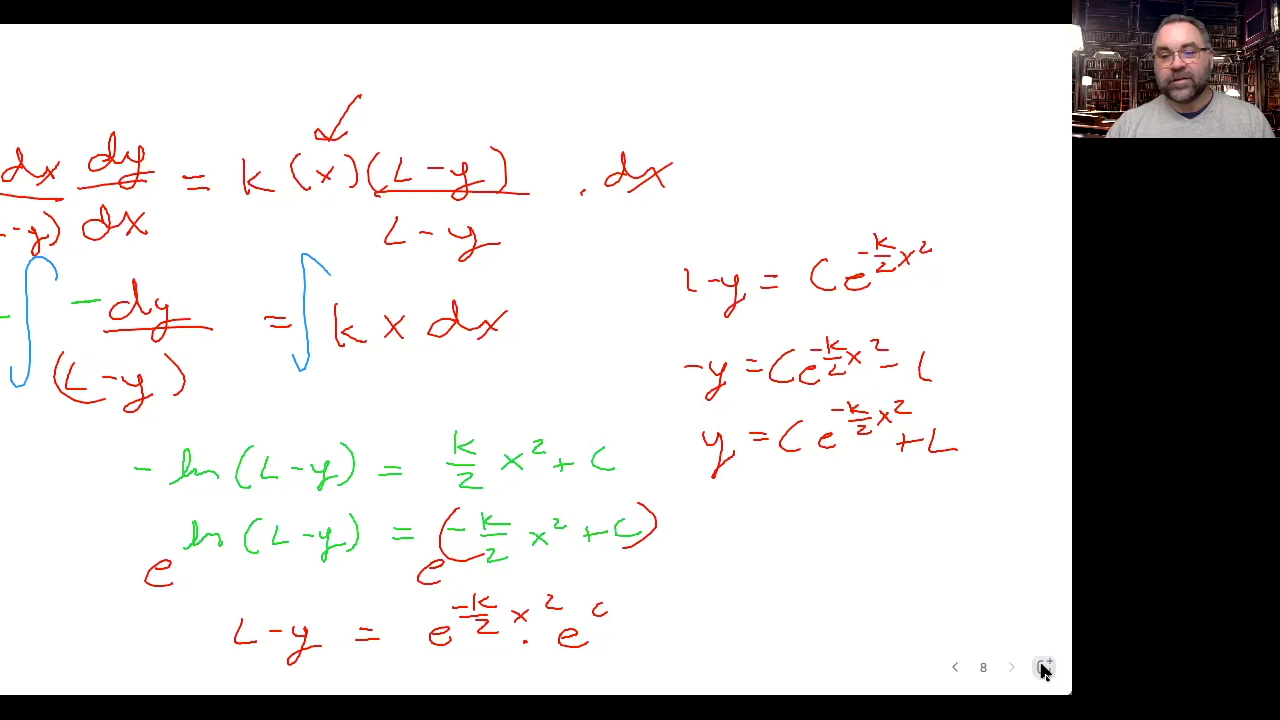 dx/(L-y) dy/dx = k(x)(L-y)/(L-y) · dx
-∫ -dy/(L-y) = ∫ k x dx
-ln(L-y) = k/2 x² + C
e^(ln(L-y)) = e^(-k/2 x² + C)
L-y = e^(-k/2 x²) · e^c
L-y = Ce^(-k/2 x²)
-y = Ce^(-k/2 x²) - L
y = Ce^(-k/2 x²) + L
8